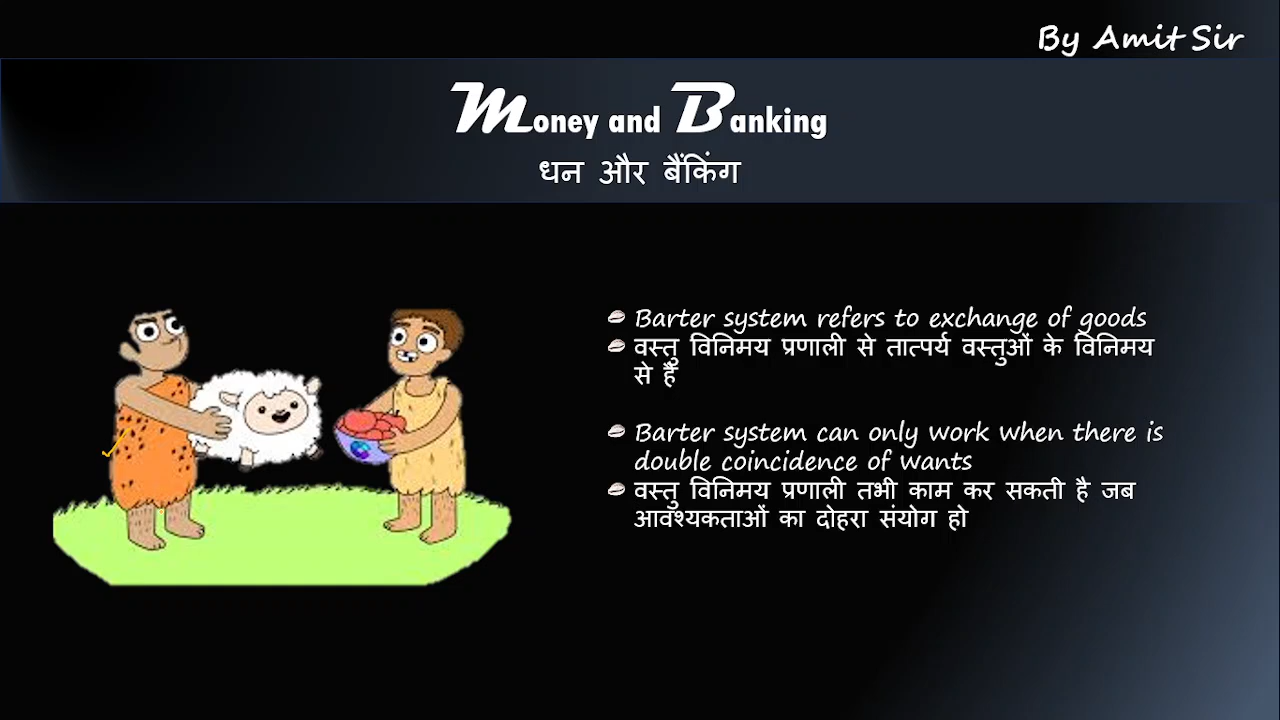 By Amit Sir
Money and Banking
धन और बैंकिंग
Barter system refers to exchange of goods
वस्तु विनिमय प्रणाली से तात्पर्य वस्तुओं के विनिमय
से हैं
Barter system can only work when there is
double coincidence of wants
वस्तु विनिमय प्रणाली तभी काम कर सकती है जब
आवश्यकताओं का दोहरा संयोग हो